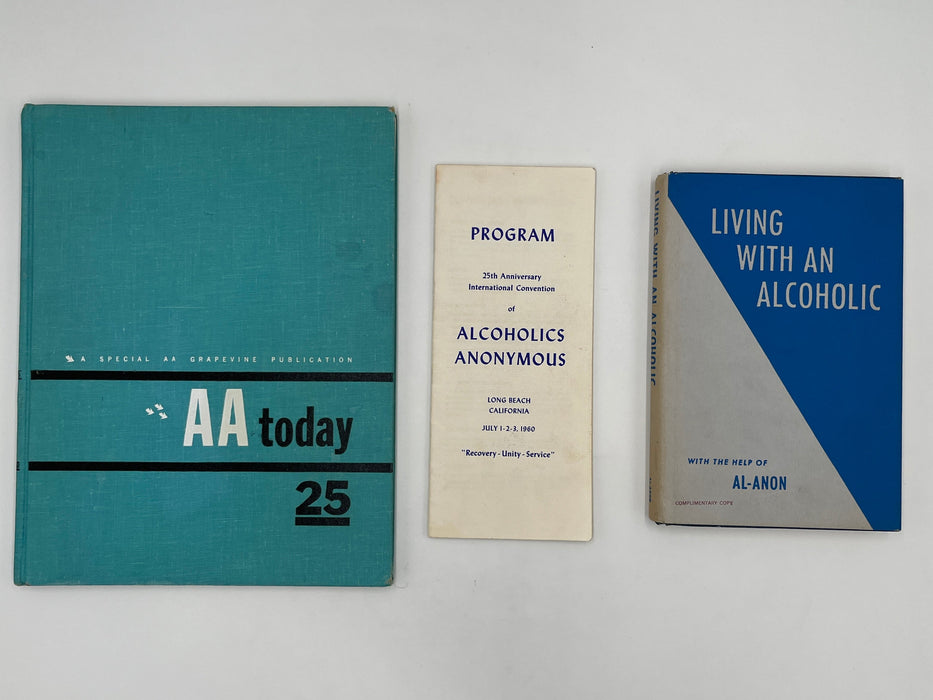 A SPECIAL AA GRAPEVINE PUBLICATION
AA today
25
PROGRAM
25th Anniversary
International Convention
of
ALCOHOLICS
ANONYMOUS
LONG BEACH
CALIFORNIA
JULY 1-2-3, 1960
"Recovery - Unity - Service"
LIVING WITH AN ALCOHOLIC
LIVING
WITH AN
ALCOHOLIC
WITH THE HELP OF
AL-ANON
COMPLIMENTARY COPY